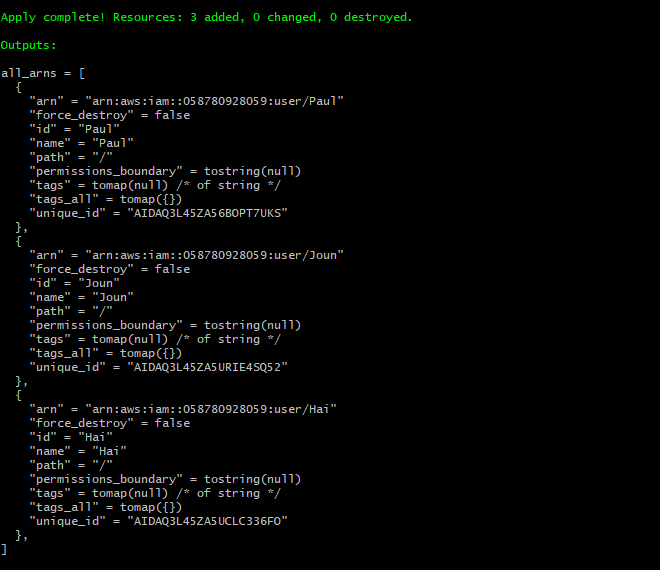 Apply complete! Resources: 3 added, 0 changed, 0 destroyed.
Outputs:
all_arns = [
{
"arn" = "arn:aws:iam::058780928059:user/Paul"
"force_destroy" = false
"id" = "Paul"
"name" = "Paul"
"path" = "/"
"permissions_boundary" = tostring(null)
"tags" = tomap(null) /* of string */
"tags_all" = tomap({})
"unique_id" = "AIDAQ3L45ZA56BOPT7UKS"
},
{
"arn" = "arn:aws:iam::058780928059:user/Joun"
"force_destroy" = false
"id" = "Joun"
"name" = "Joun"
"path" = "/"
"permissions_boundary" = tostring(null)
"tags" = tomap(null) /* of string */
"tags_all" = tomap({})
"unique_id" = "AIDAQ3L45ZA5URIE4SQ52"
},
{
"arn" = "arn:aws:iam::058780928059:user/Hai"
"force_destroy" = false
"id" = "Hai"
"name" = "Hai"
"path" = "/"
"permissions_boundary" = tostring(null)
"tags" = tomap(null) /* of string */
"tags_all" = tomap({})
"unique_id" = "AIDAQ3L45ZA5UCLC336FO"
},
]